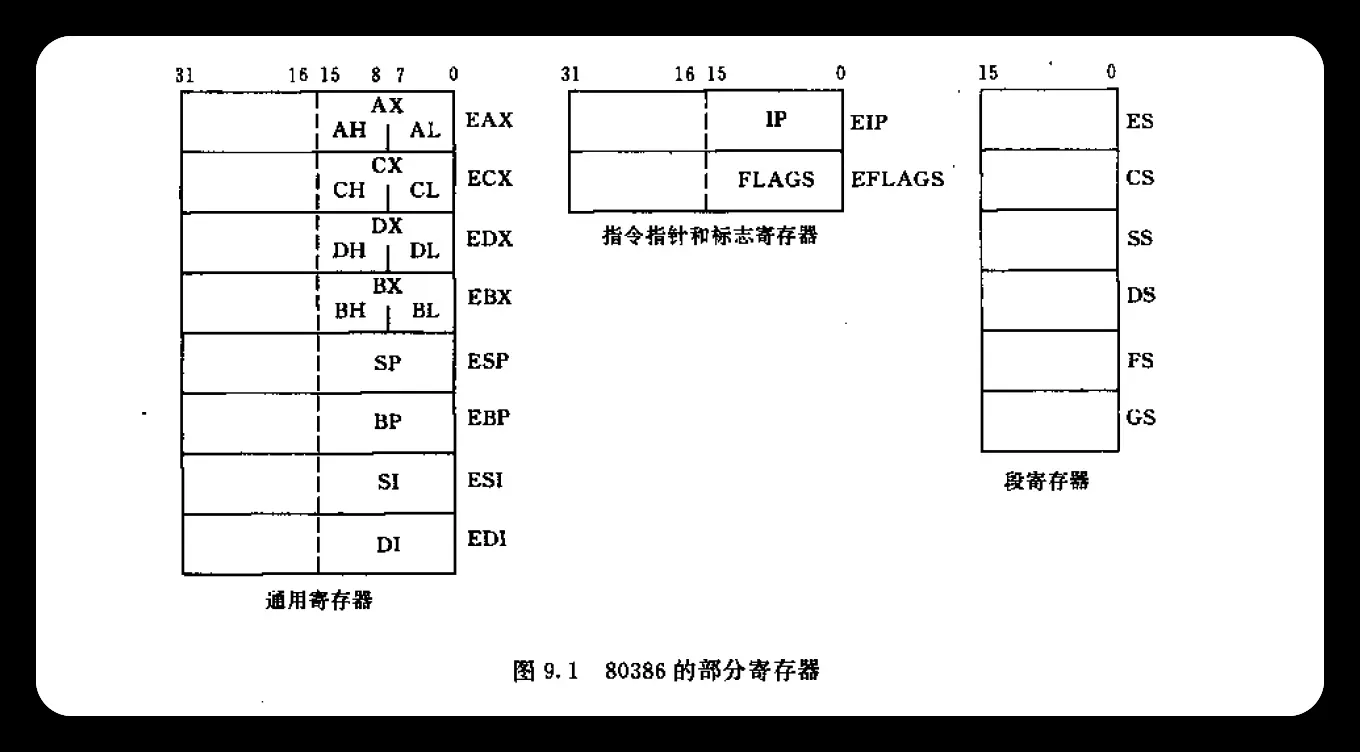 31 16 15 8 7 0
AX
AH AL EAX
CX
CH CL ECX
DX
DH DL EDX
BX
BH BL EBX
SP ESP
BP EBP
SI ESI
DI EDI
通用寄存器
31 16 15 0
IP EIP
FLAGS EFLAGS
指令指针和标志寄存器
15 0
ES
CS
SS
DS
FS
GS
段寄存器
图 9.1 80386 的部分寄存器